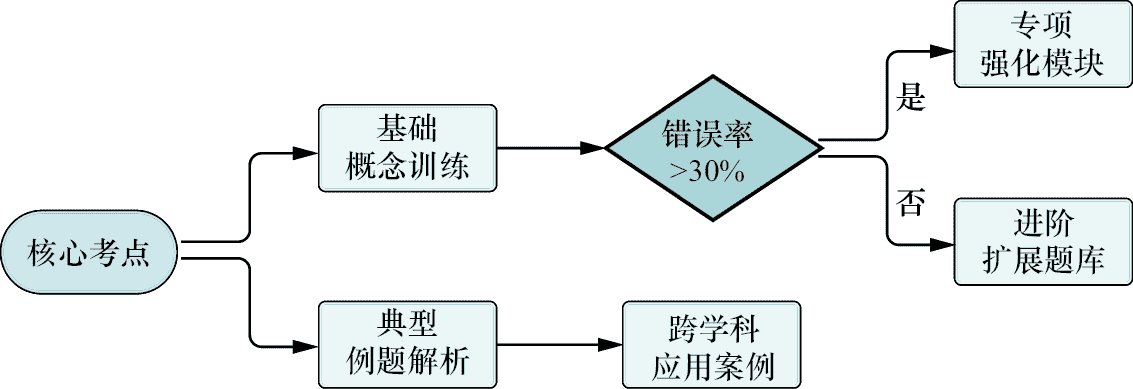 核心考点
基础
概念训练
错误率
>30%
是
专项
强化模块
否
进阶
扩展题库
典型
例题解析
跨学科
应用案例